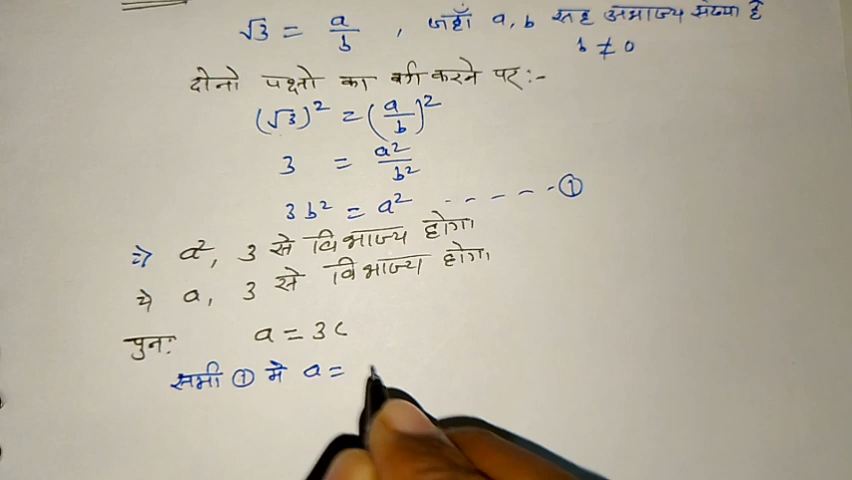 √3 = a/b , जहाँ a, b सह अभाज्य संख्या है
b ≠ 0
दोनो पक्षो का वर्ग करने पर:-
(√3)² = (a/b)²
3 = a²/b²
3b² = a² - - - - - - ①
⇒ a², 3 से विभाज्य होगा।
ये a, 3 से विभाज्य होगा।
पुनः a = 3c
समी ① मे a =